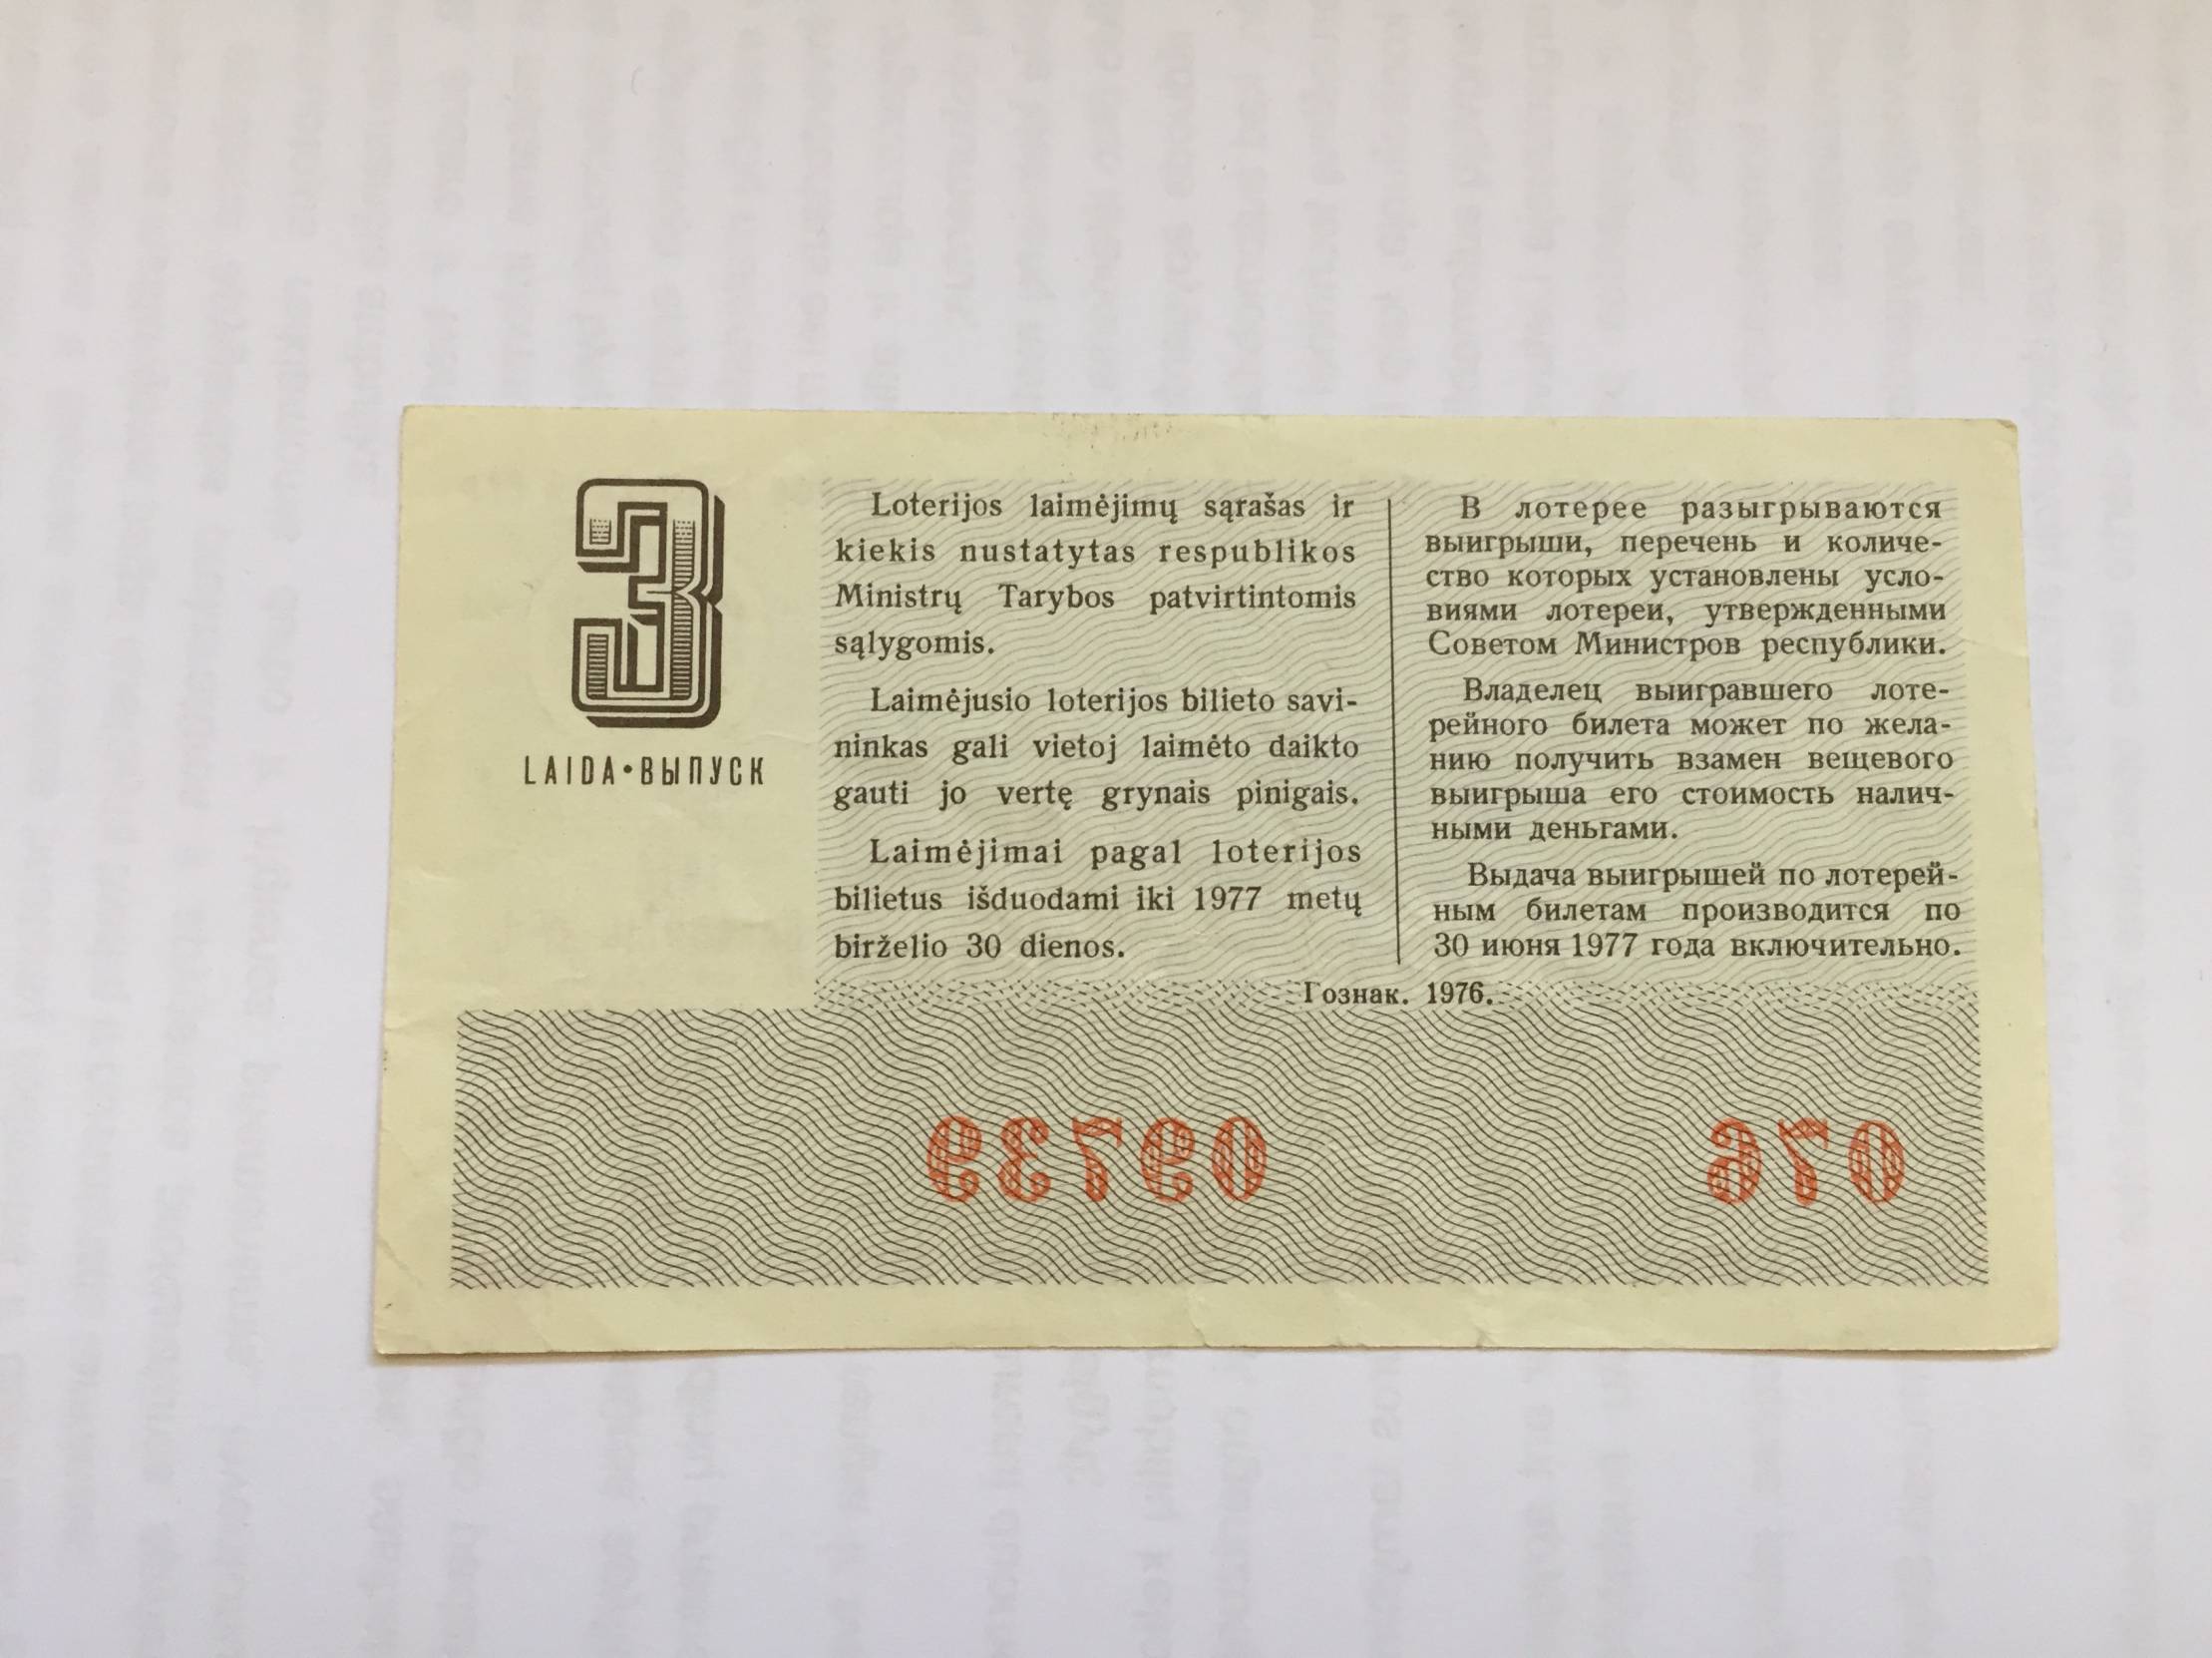 3
LAIDA•ВЫПУСК
Loterijos laimėjimų sąrašas ir
kiekis nustatytas respublikos
Ministrų Tarybos patvirtintomis
sąlygomis.
Laimėjusio loterijos bilieto savi-
ninkas gali vietoj laimėto daikto
gauti jo vertę grynais pinigais.
Laimėjimai pagal loterijos
bilietus išduodami iki 1977 metų
birželio 30 dienos.
В лотерее разыгрываются
выигрыши, перечень и количе-
ство которых установлены усло-
виями лотереи, утвержденными
Советом Министров республики.
Владелец выигравшего лоте-
рейного билета может по жела-
нию получить взамен вещевого
выигрыша его стоимость налич-
ными деньгами.
Выдача выигрышей по лотерей-
ным билетам производится по
30 июня 1977 года включительно.
Гознак. 1976.
09739
076